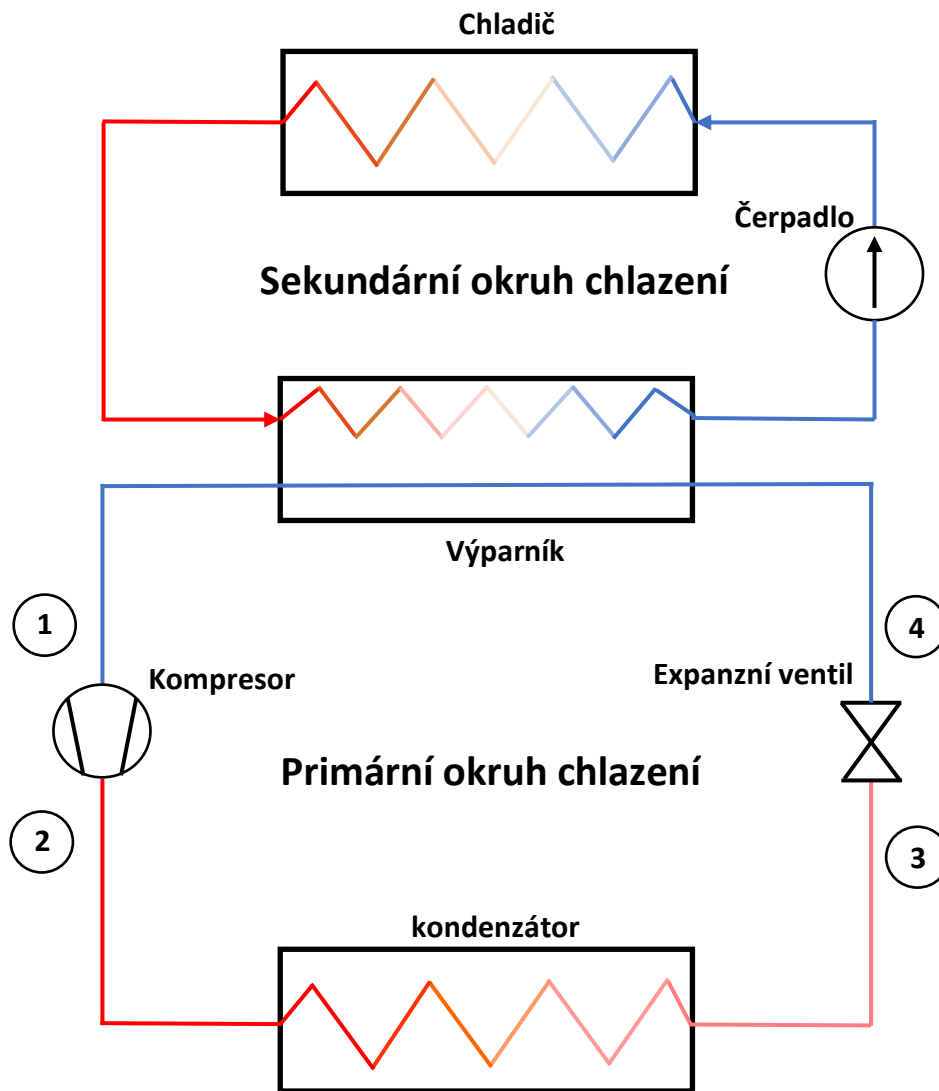 Chladič
Čerpadlo
Sekundární okruh chlazení
Výparník
1
4
Kompresor
Expanzní ventil
Primární okruh chlazení
2
3
kondenzátor